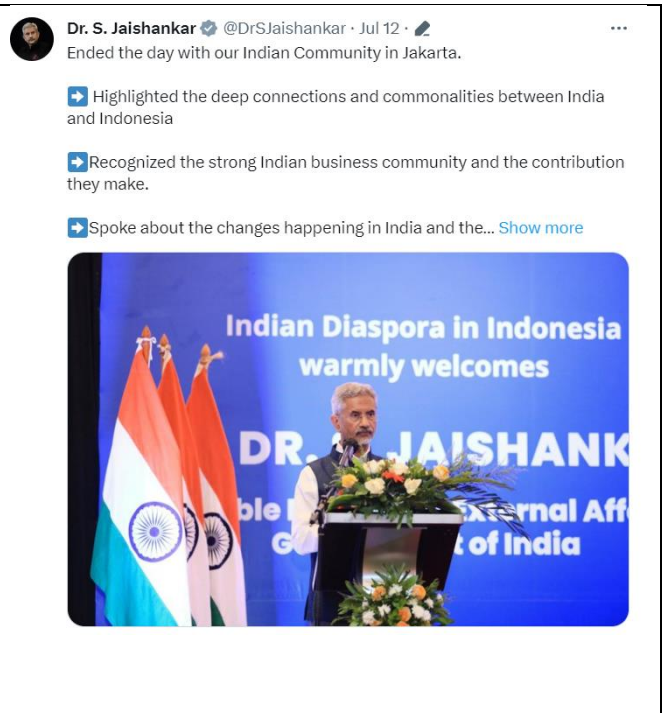 Dr. S. Jaishankar @DrSJaishankar · Jul 12 ·
Ended the day with our Indian Community in Jakarta.
Highlighted the deep connections and commonalities between India
and Indonesia
Recognized the strong Indian business community and the contribution
they make.
Spoke about the changes happening in India and the... Show more
Indian Diaspora in Indonesia
warmly welcomes
DR. S. JAISHANK
ble External Aff
of India